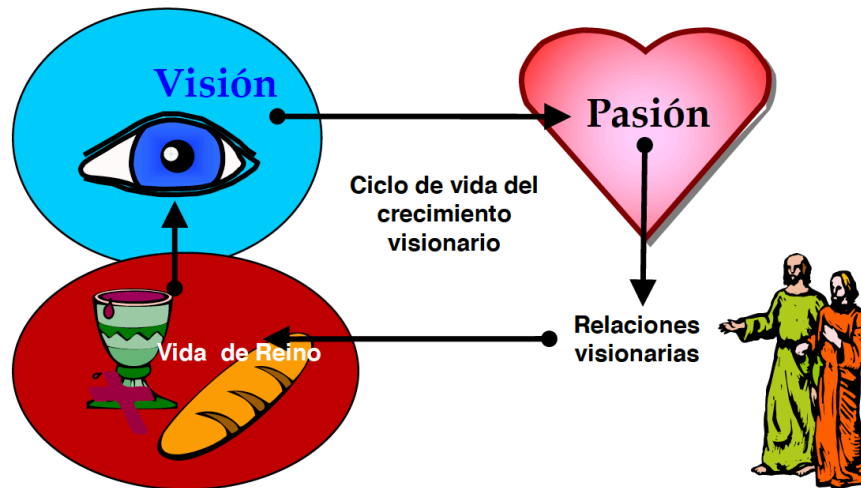 Visión
Pasión
Ciclo de vida del
crecimiento
visionario
Relaciones
visionarias
Vida de Reino